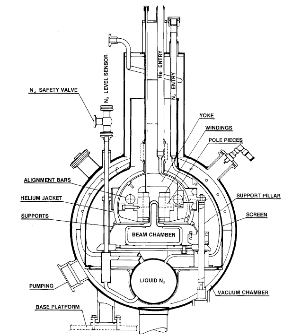 N₂ SAFETY VALVE
N₂ LEVEL SENSOR
He ENTRY
N₂ ENTRY
YOKE
WINDINGS
POLE PIECES
ALIGNMENT BARS
HELIUM JACKET
SUPPORTS
SUPPORT PILLAR
SCREEN
BEAM CHAMBER
LIQUID N₂
PUMPING
VACUUM CHAMBER
BASE PLATFORM